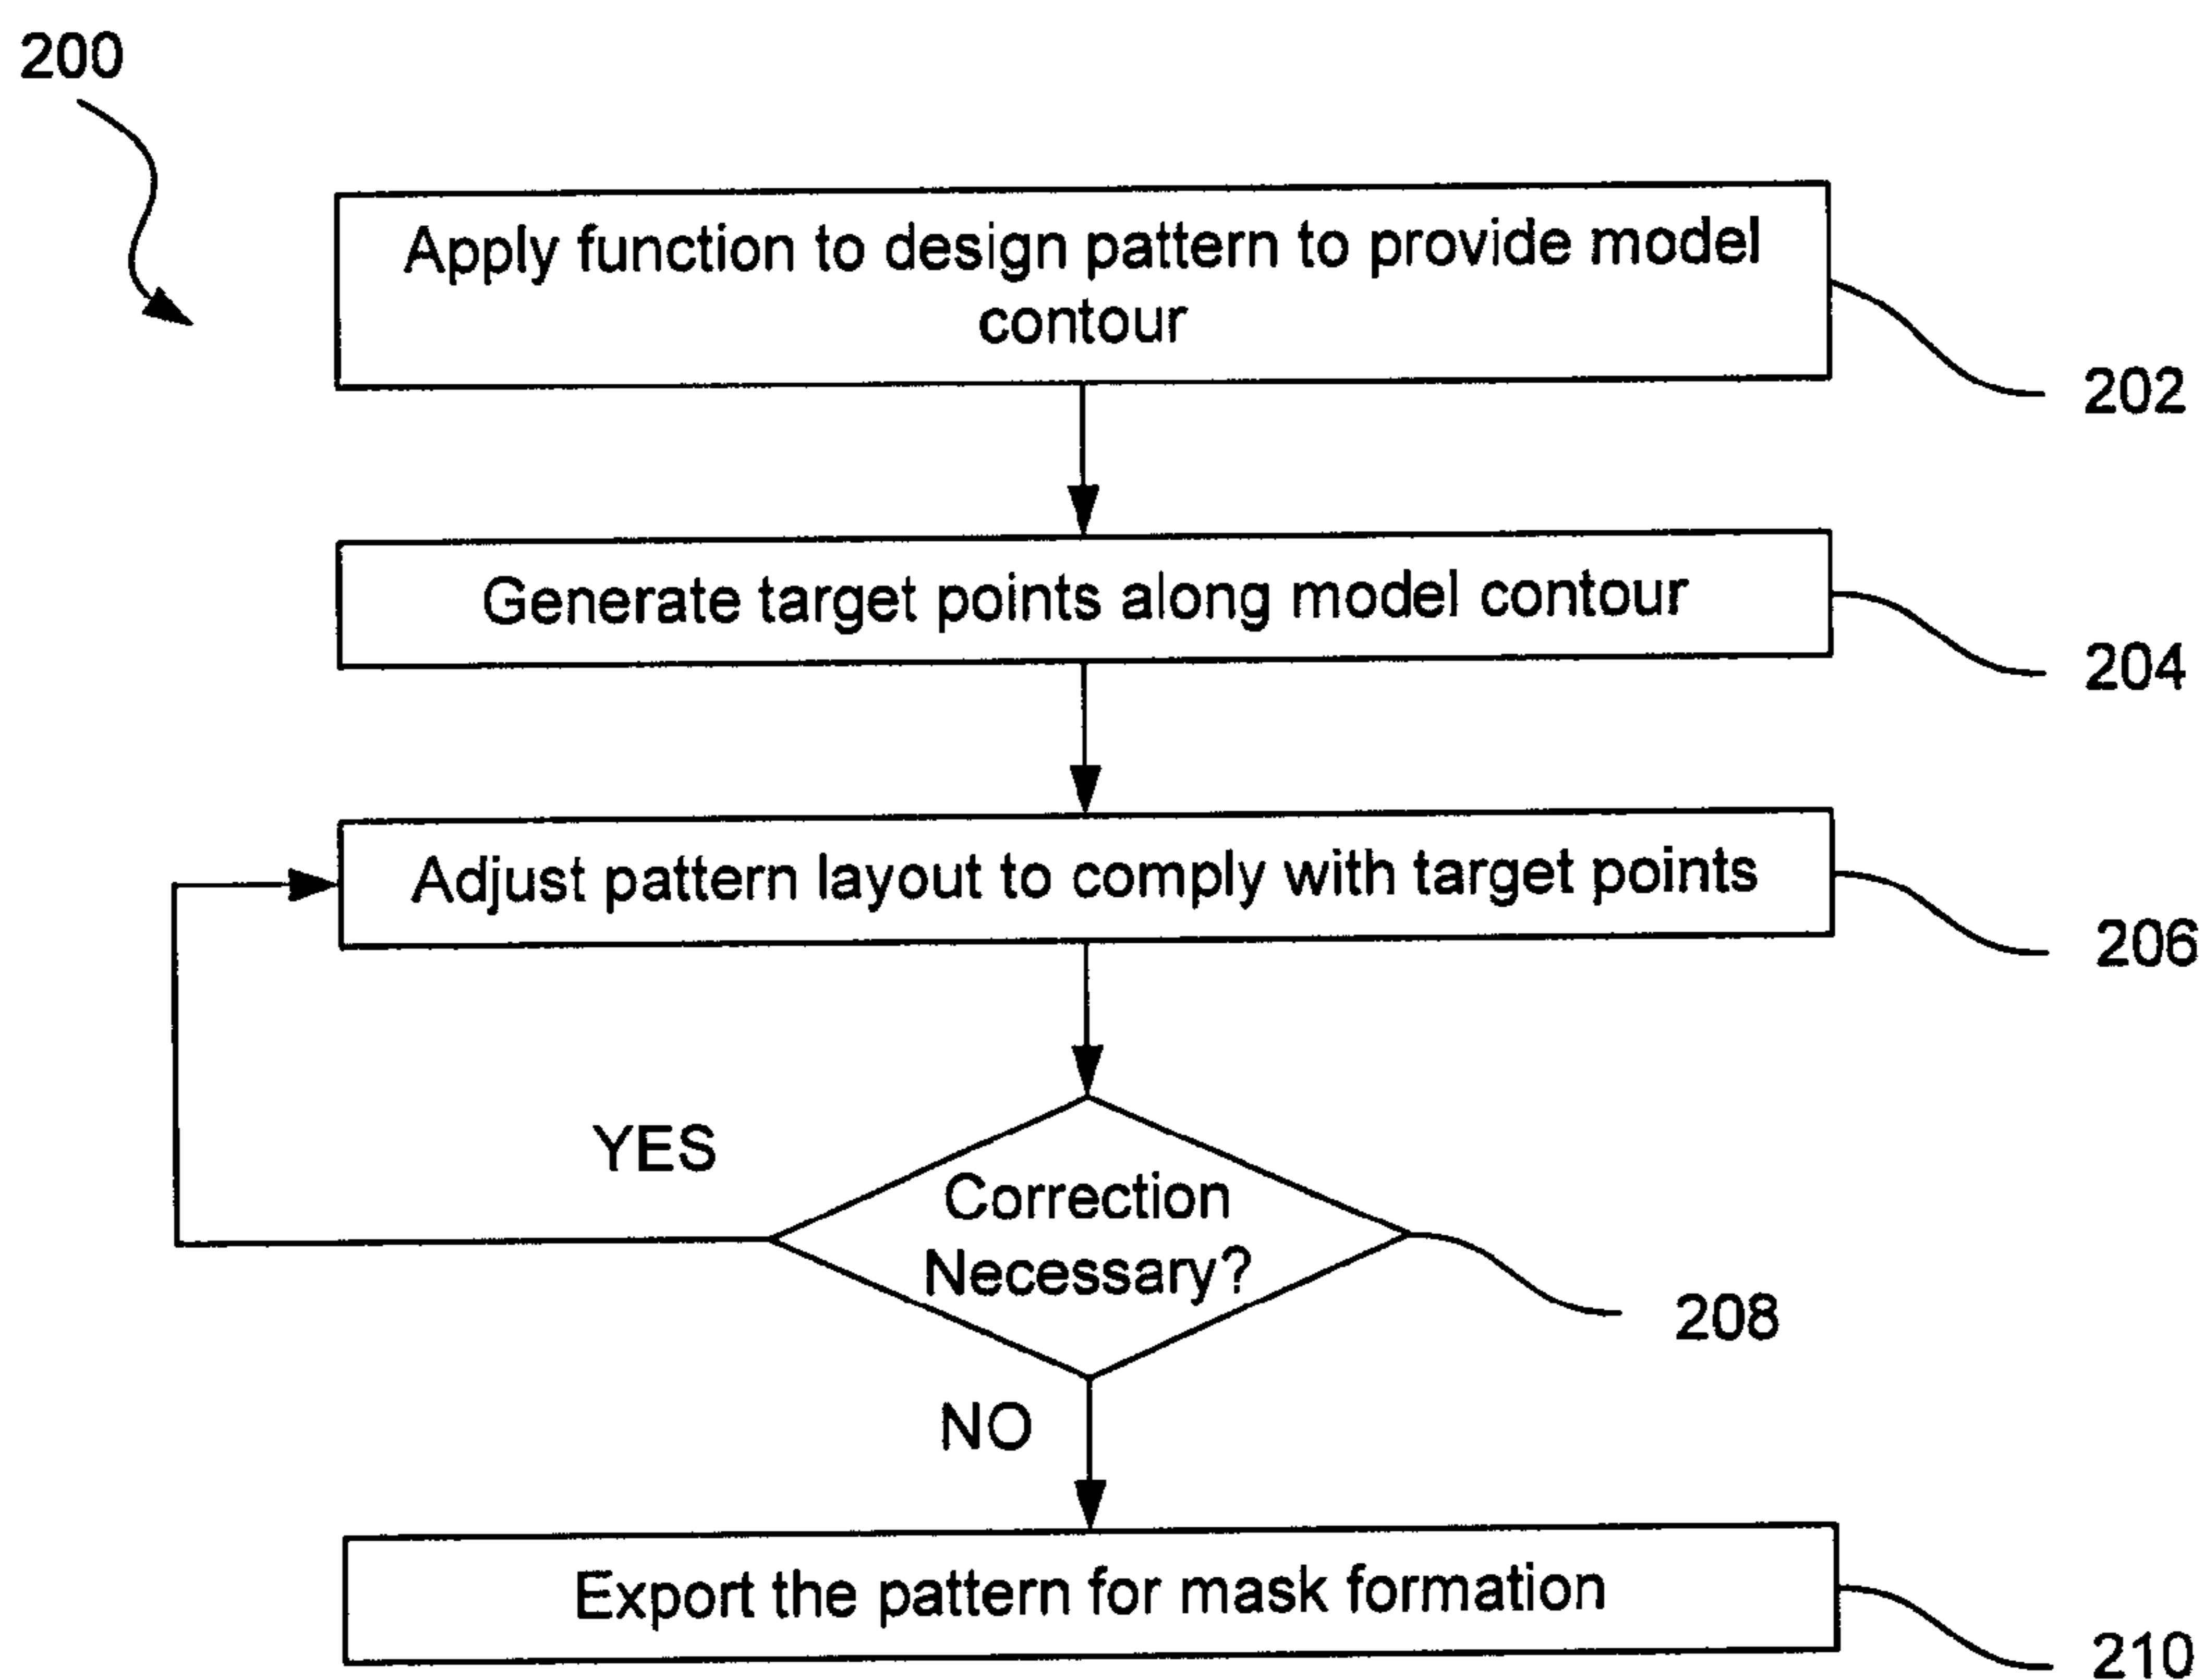 200
Apply function to design pattern to provide model
contour
202
Generate target points along model contour
204
Adjust pattern layout to comply with target points
206
YES
Correction
Necessary?
208
NO
Export the pattern for mask formation
210